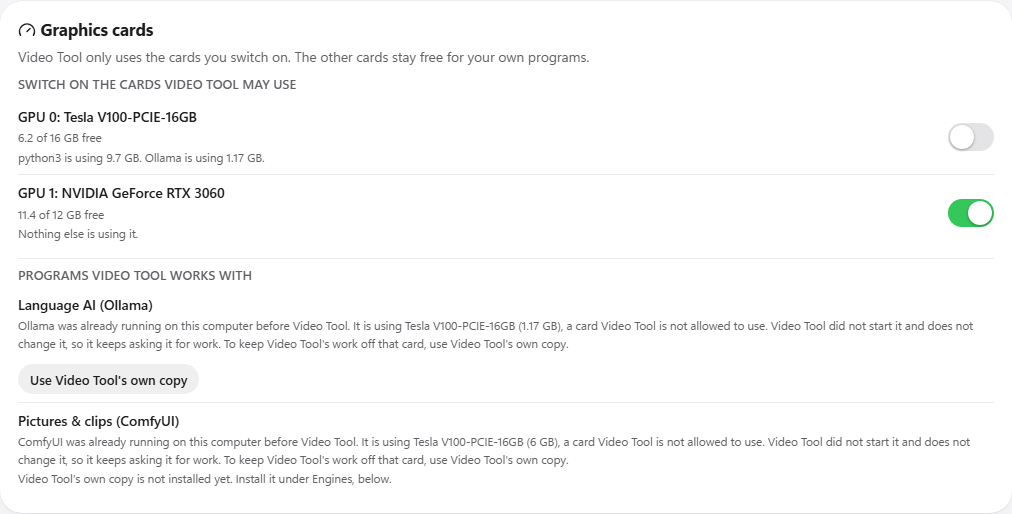 Graphics cards
Video Tool only uses the cards you switch on. The other cards stay free for your own programs.
SWITCH ON THE CARDS VIDEO TOOL MAY USE
GPU 0: Tesla V100-PCIE-16GB
6.2 of 16 GB free
python3 is using 9.7 GB. Ollama is using 1.17 GB.
GPU 1: NVIDIA GeForce RTX 3060
11.4 of 12 GB free
Nothing else is using it.
PROGRAMS VIDEO TOOL WORKS WITH
Language AI (Ollama)
Ollama was already running on this computer before Video Tool. It is using Tesla V100-PCIE-16GB (1.17 GB), a card Video Tool is not allowed to use. Video Tool did not start it and does not
change it, so it keeps asking it for work. To keep Video Tool's work off that card, use Video Tool's own copy.
Use Video Tool's own copy
Pictures & clips (ComfyUI)
ComfyUI was already running on this computer before Video Tool. It is using Tesla V100-PCIE-16GB (6 GB), a card Video Tool is not allowed to use. Video Tool did not start it and does not
change it, so it keeps asking it for work. To keep Video Tool's work off that card, use Video Tool's own copy.
Video Tool's own copy is not installed yet. Install it under Engines, below.